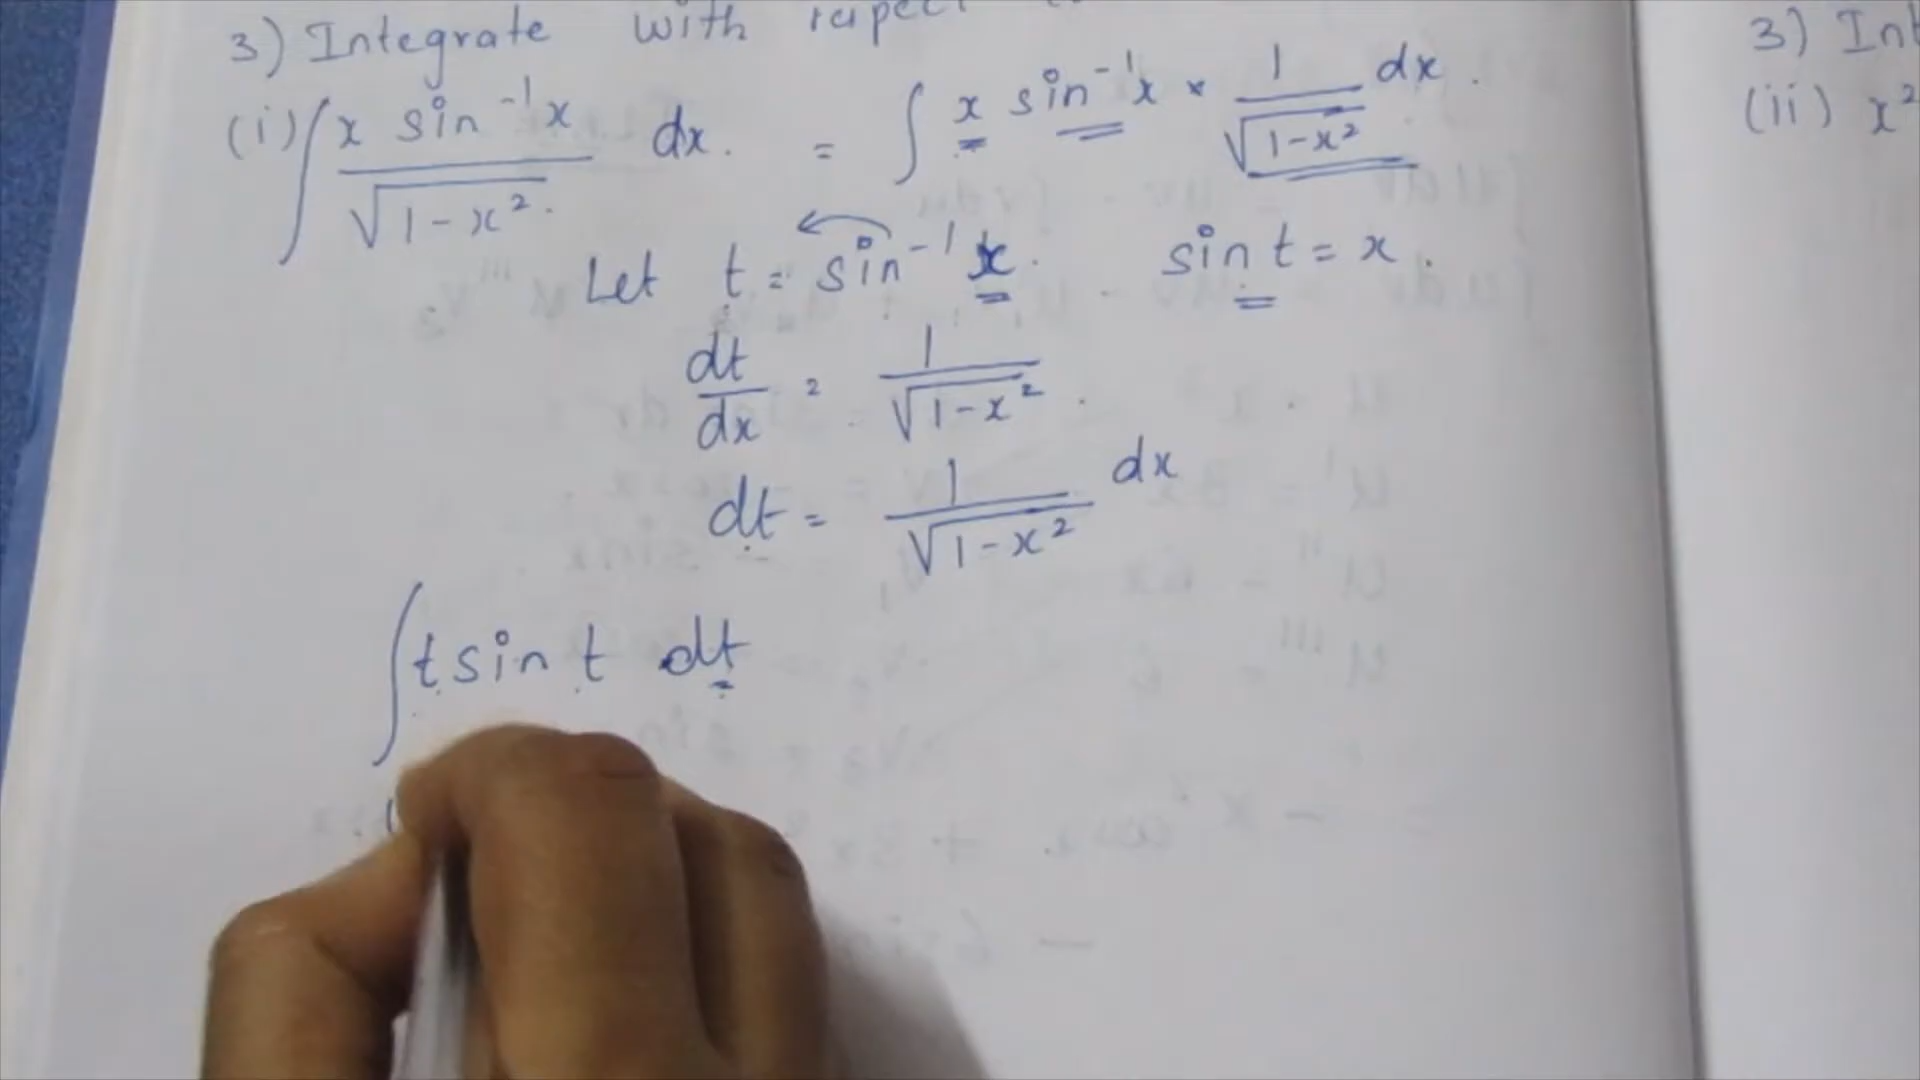 3) Integrate with
(i) ∫ x sin⁻¹x / √1-x². dx. = ∫ x sin⁻¹x × 1/√1-x² dx.
Let t = sin⁻¹x. sin t = x.
dt/dx = 1/√1-x².
dt = 1/√1-x² dx
∫ t sin t dt
3) Int
(ii) x²